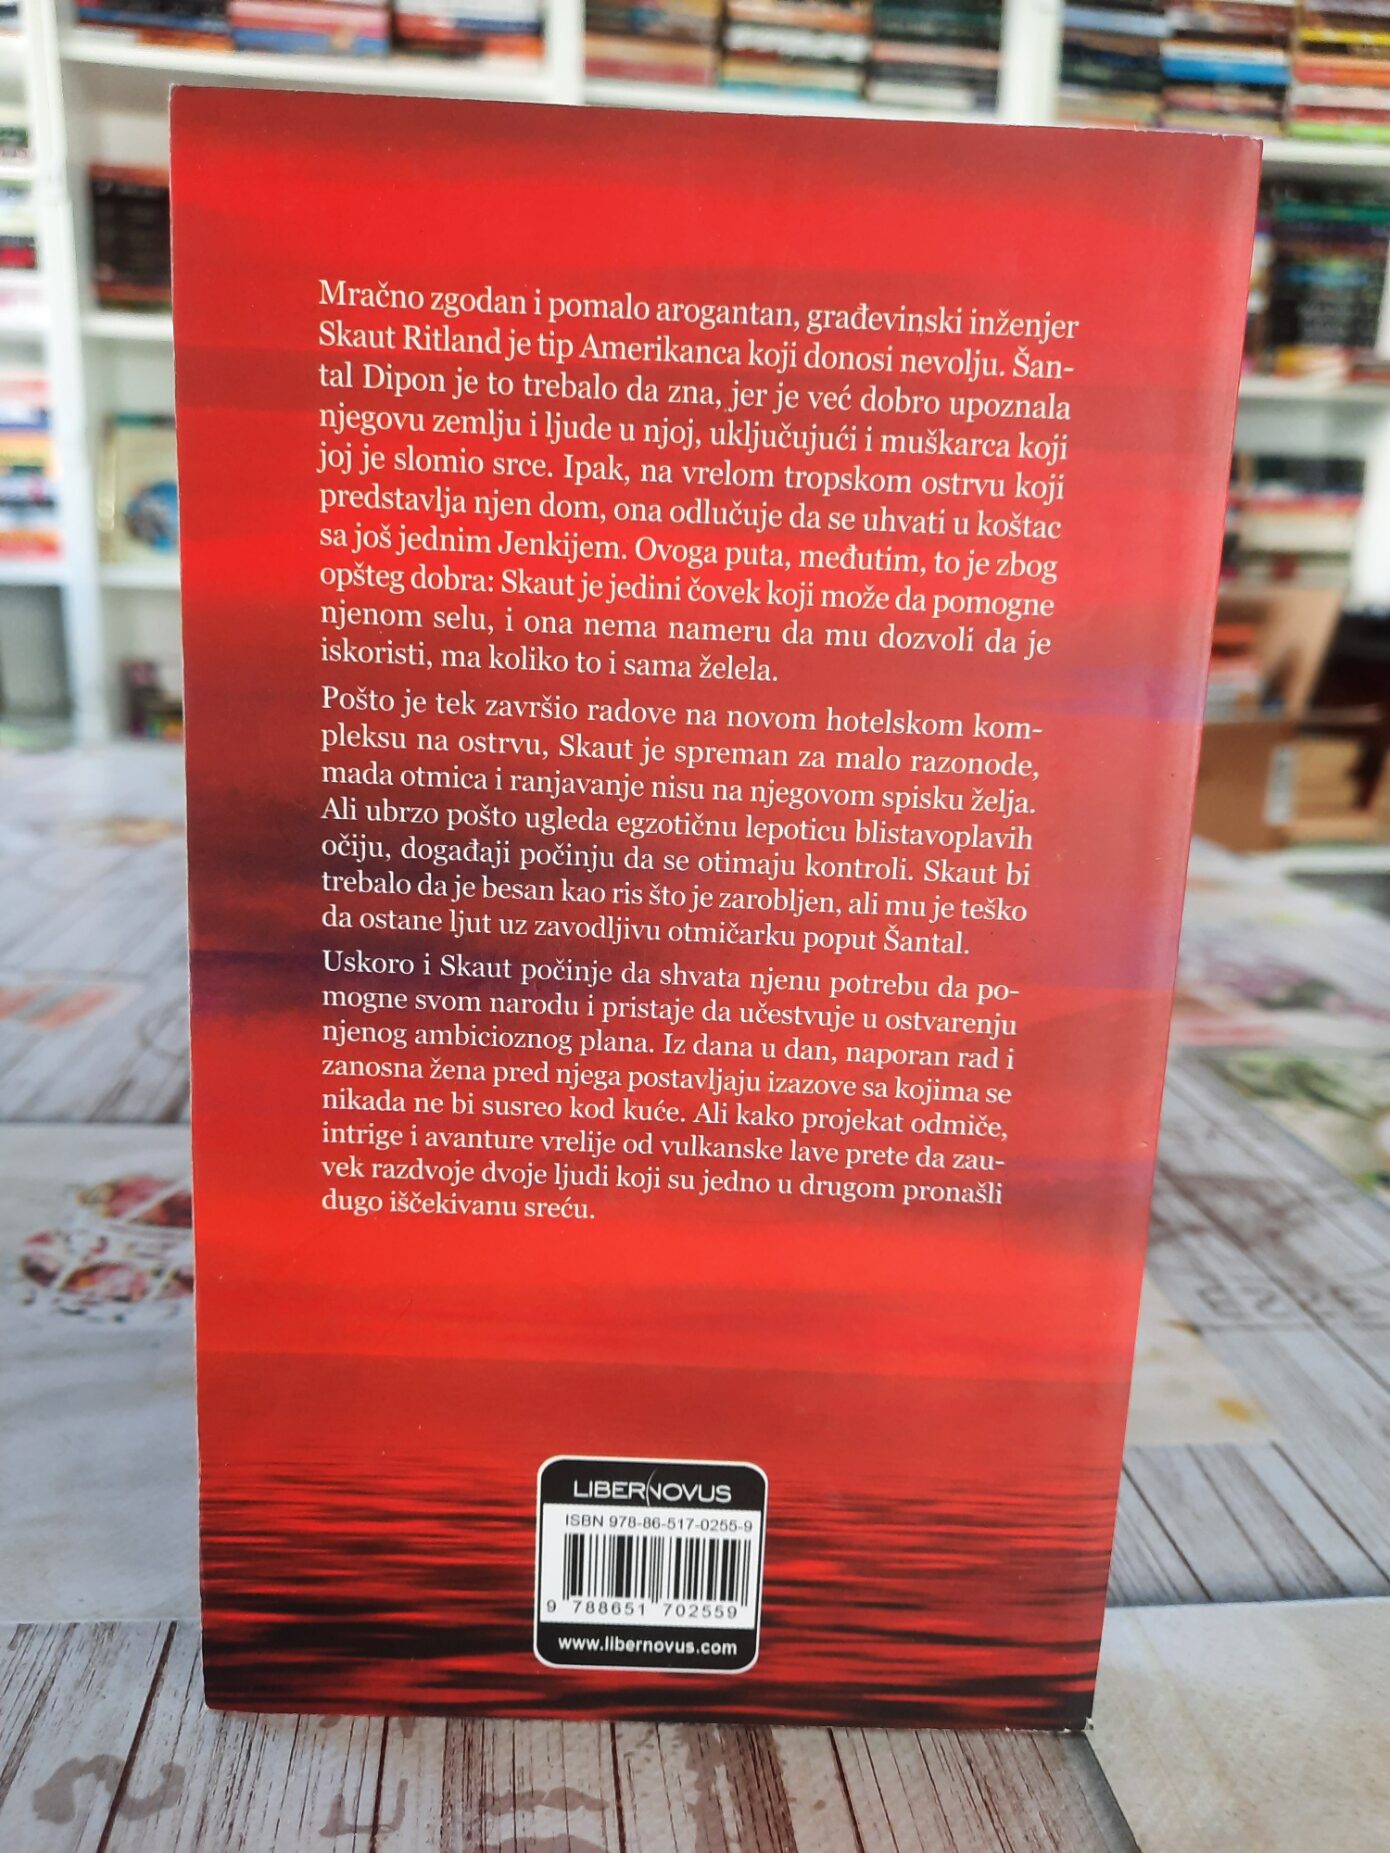 Mračno zgodan i pomalo arogantan, građevinski inženjer
Skaut Ritland je tip Amerikanca koji donosi nevolju. Šan-
tal Dipon je to trebalo da zna, jer je već dobro upoznala
njegovu zemlju i ljude u njoj, uključujući i muškarca koji
joj je slomio srce. Ipak, na vrelom tropskom ostrvu koji
predstavlja njen dom, ona odlučuje da se uhvati u koštac
sa još jednim Jenkijem. Ovoga puta, međutim, to je zbog
opšteg dobra: Skaut je jedini čovek koji može da pomogne
njenom selu, i ona nema nameru da mu dozvoli da je
iskoristi, ma koliko to i sama želela.
Pošto je tek završio radove na novom hotelskom kom-
pleksu na ostrvu, Skaut je spreman za malo razonode,
mada otmica i ranjavanje nisu na njegovom spisku želja.
Ali ubrzo pošto ugleda egzotičnu lepoticu blistavoplavih
očiju, događaji počinju da se otimaju kontroli. Skaut bi
trebalo da je besan kao ris što je zarobljen, ali mu je teško
da ostane ljut uz zavodljivu otmičarku poput Šantal.
Uskoro i Skaut počinje da shvata njenu potrebu da po-
mogne svom narodu i pristaje da učestvuje u ostvarenju
njenog ambicioznog plana. Iz dana u dan, naporan rad i
zanosna žena pred njega postavljaju izazove sa kojima se
nikada ne bi susreo kod kuće. Ali kako projekat odmiče,
intrige i avanture vrelije od vulkanske lave prete da zau-
vek razdvoje dvoje ljudi koji su jedno u drugom pronašli
dugo iščekivanu sreću.
LIBERNOVUS
ISBN 978-86-517-0255-9
9 788651 702559
www.libernovus.com